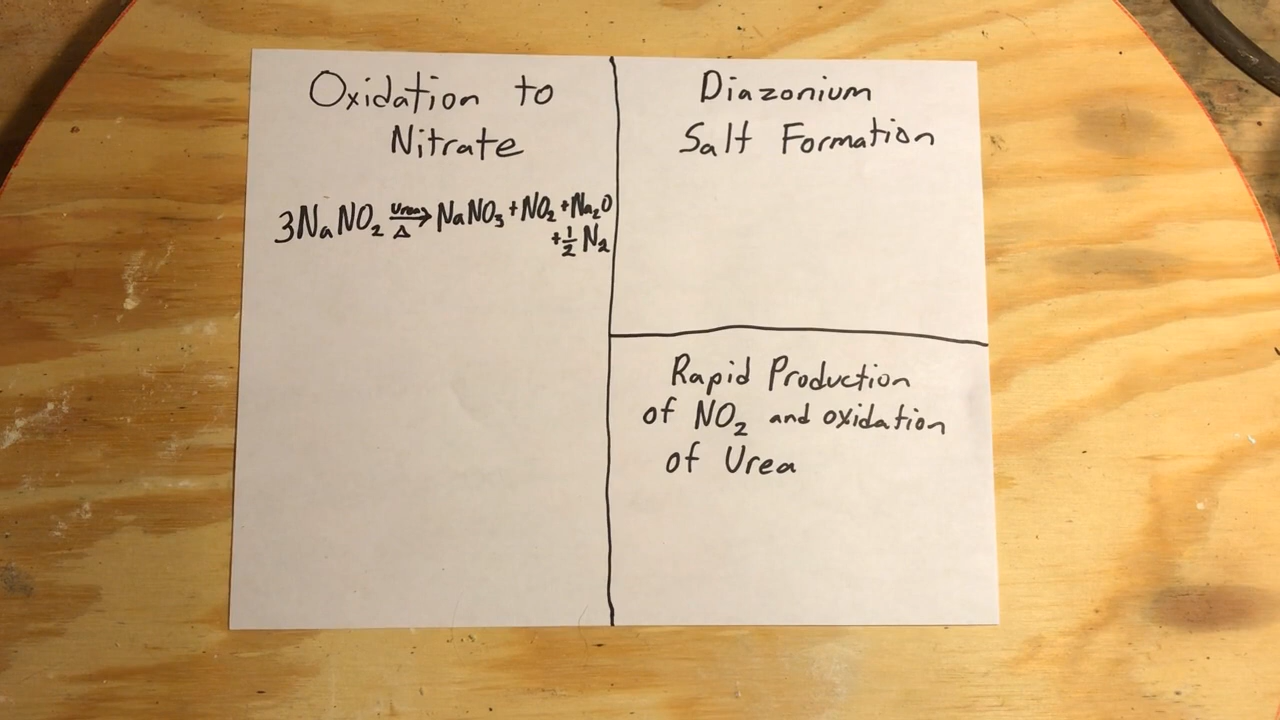 Oxidation to
Nitrate
3NaNO₂ Urea→Δ NaNO₃ + NO₂ + Na₂O
+ ½ N₂
Diazonium
Salt Formation
Rapid Production
of NO₂ and oxidation
of Urea